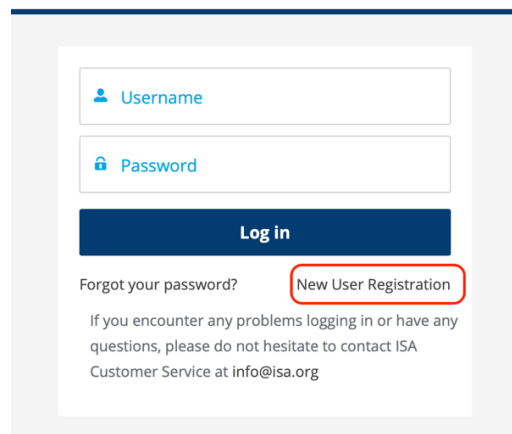 Username
Password
Log in
Forgot your password? New User Registration
If you encounter any problems logging in or have any
questions, please do not hesitate to contact ISA
Customer Service at info@isa.org